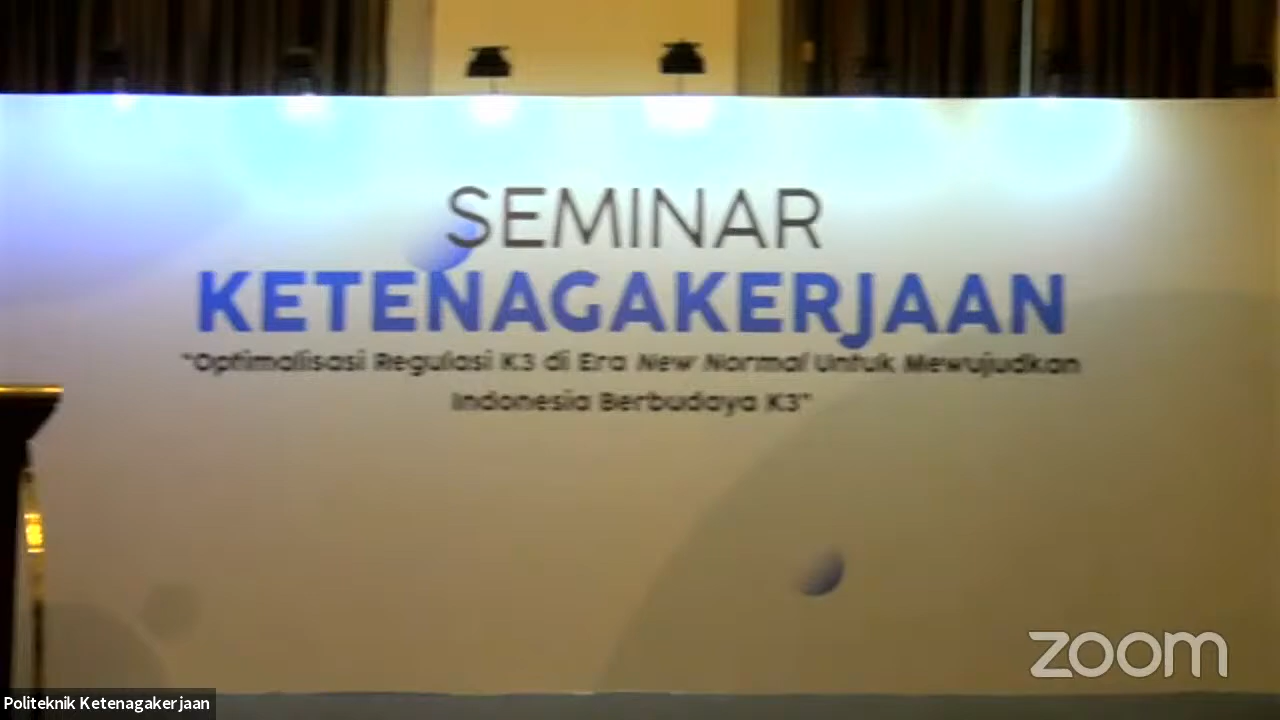 SEMINAR
KETENAGAKERJAAN
"Optimalisasi Regulasi K3 di Era New Normal Untuk Mewujudkan
Indonesia Berbudaya K3"
zoom
Politeknik Ketenagakerjaan